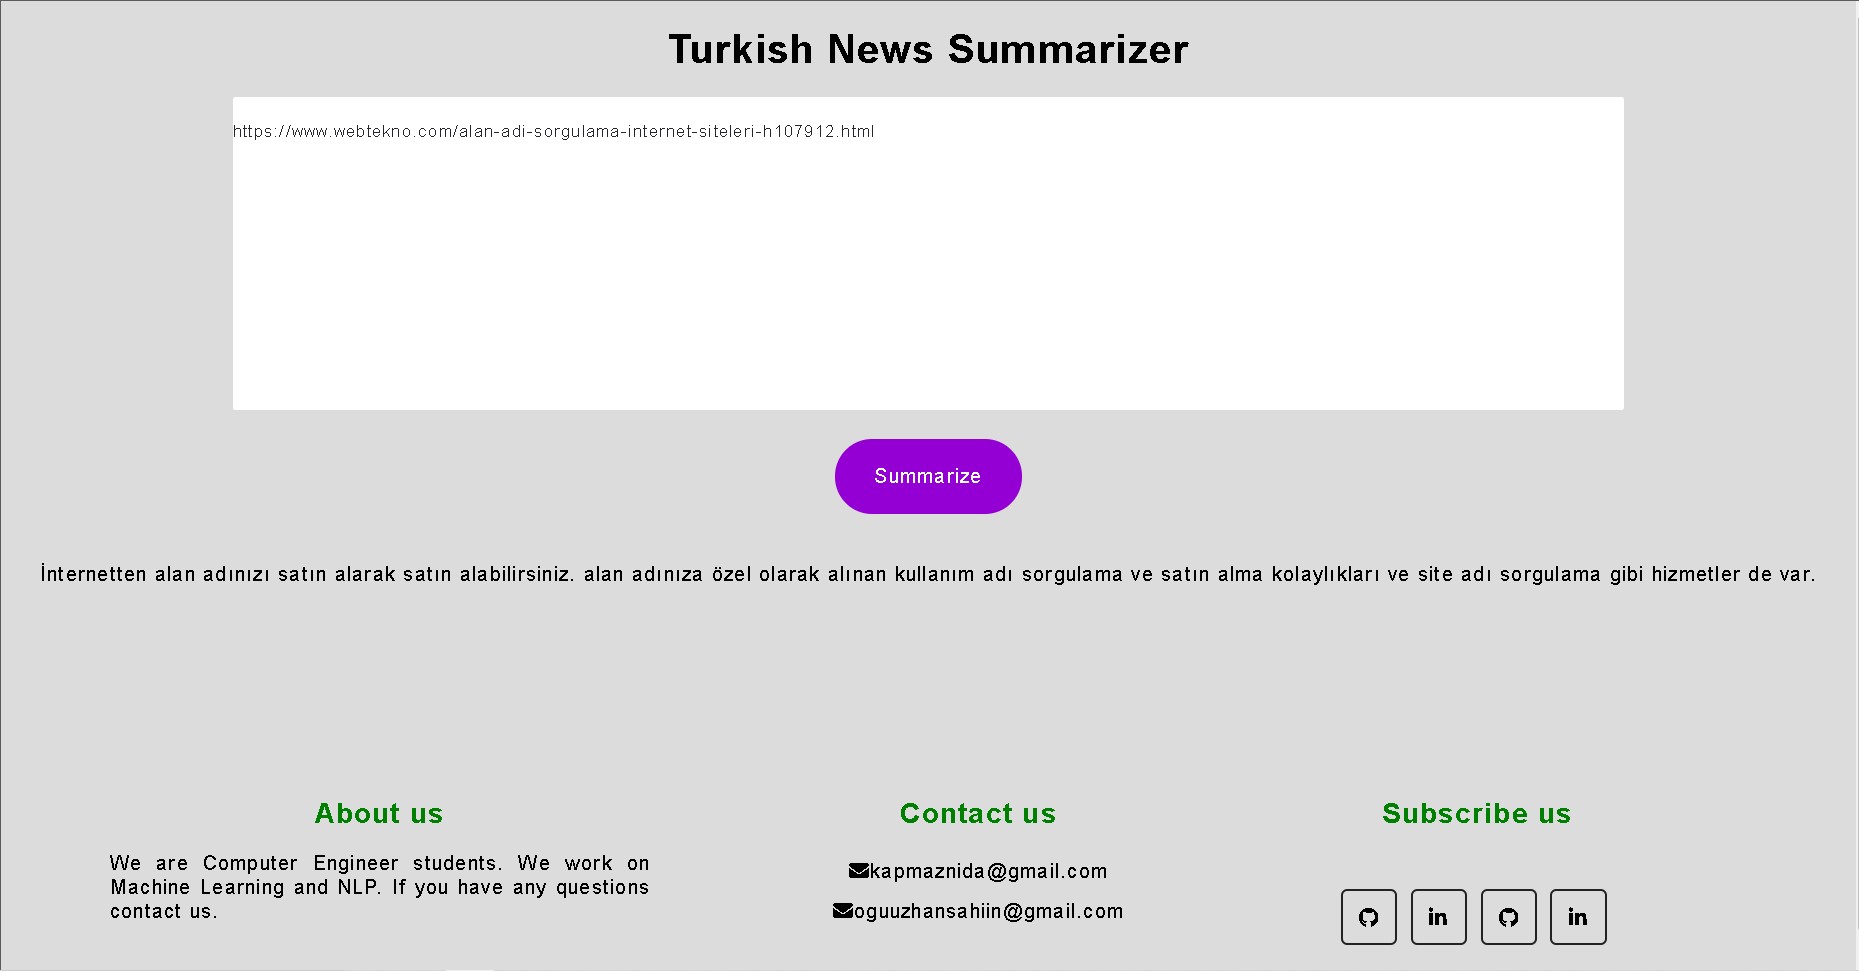 Turkish News Summarizer
https://www.webtekno.com/alan-adi-sorgulama-internet-siteleri-h107912.html
Summarize
İnternetten alan adınızı satın alarak satın alabilirsiniz. alan adınıza özel olarak alınan kullanım adı sorgulama ve satın alma kolaylıkları ve site adı sorgulama gibi hizmetler de var.
About us
We are Computer Engineer students. We work on
Machine Learning and NLP. If you have any questions
contact us.
Contact us
kapmaznida@gmail.com
oguuzhansahiin@gmail.com
Subscribe us
in in